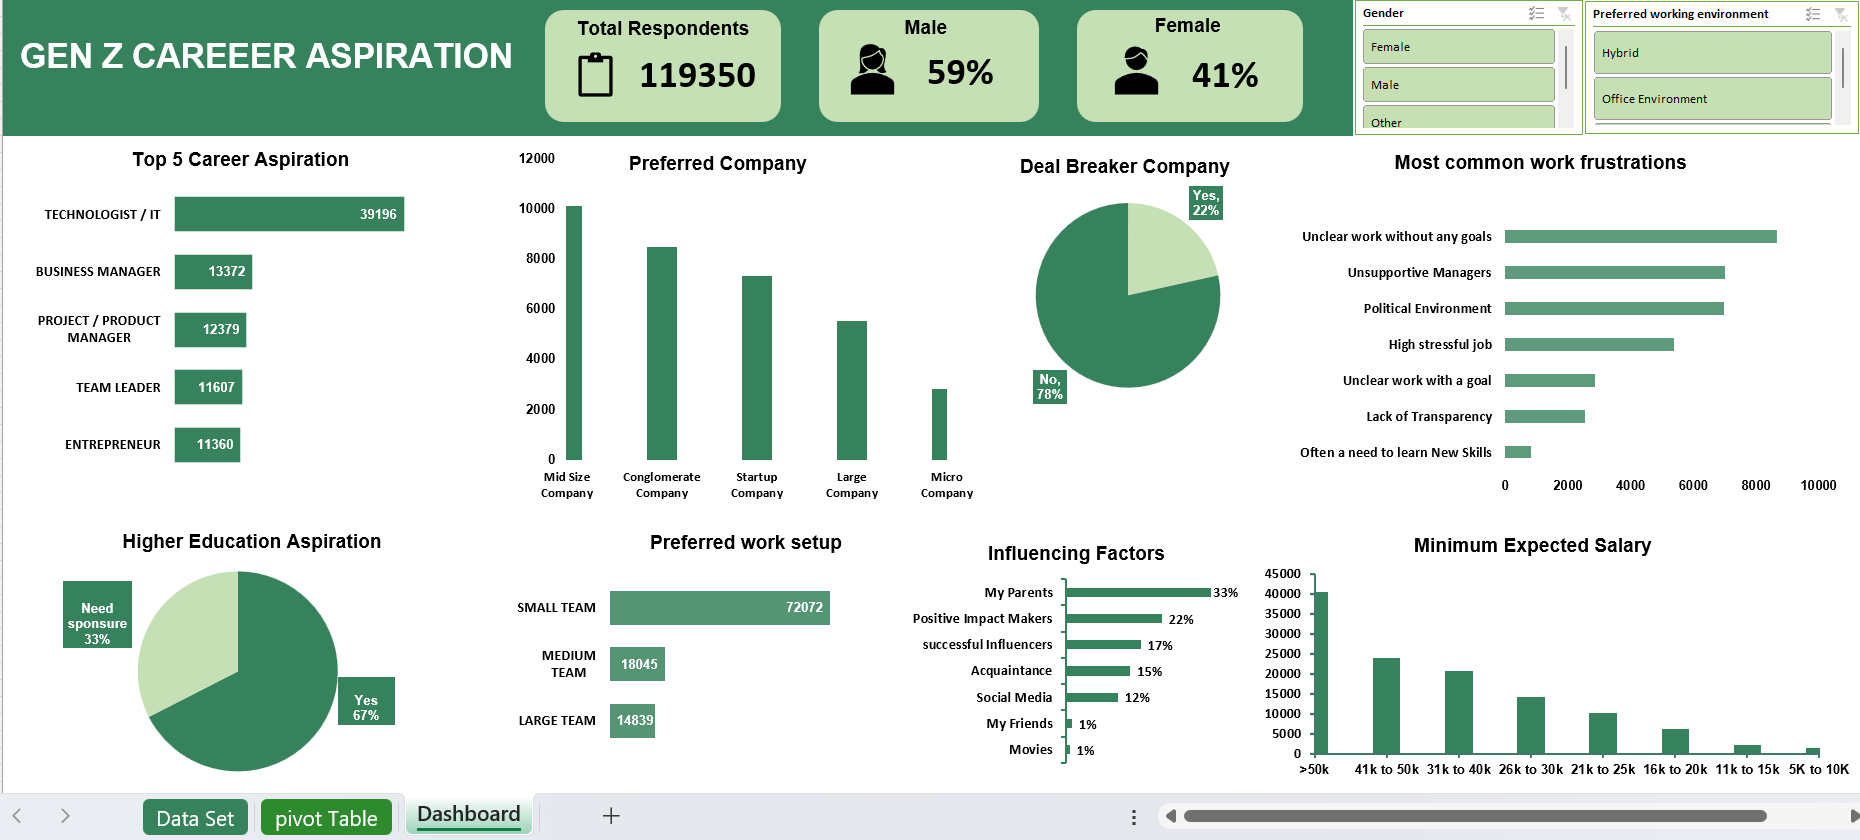 GEN Z CAREEER ASPIRATION
Total Respondents
119350
Male
59%
Female
41%
Gender
Female
Male
Other
Preferred working environment
Hybrid
Office Environment
Top 5 Career Aspiration
TECHNOLOGIST / IT
39196
BUSINESS MANAGER
13372
PROJECT / PRODUCT
MANAGER
12379
TEAM LEADER
11607
ENTREPRENEUR
11360
Preferred Company
12000
10000
8000
6000
4000
2000
0
Mid Size
Company
Conglomerate
Company
Startup
Company
Large
Company
Micro
Company
Deal Breaker Company
Yes,
22%
No,
78%
Most common work frustrations
Unclear work without any goals
Unsupportive Managers
Political Environment
High stressful job
Unclear work with a goal
Lack of Transparency
Often a need to learn New Skills
0 2000 4000 6000 8000 10000
Higher Education Aspiration
Need
sponsure
33%
Yes
67%
Preferred work setup
SMALL TEAM
72072
MEDIUM
TEAM
18045
LARGE TEAM
14839
Influencing Factors
My Parents 33%
Positive Impact Makers 22%
successful Influencers 17%
Acquaintance 15%
Social Media 12%
My Friends 1%
Movies 1%
Minimum Expected Salary
45000
40000
35000
30000
25000
20000
15000
10000
5000
0
>50k 41k to 50k 31k to 40k 26k to 30k 21k to 25k 16k to 20k 11k to 15k 5K to 10K
Data Set
pivot Table
Dashboard